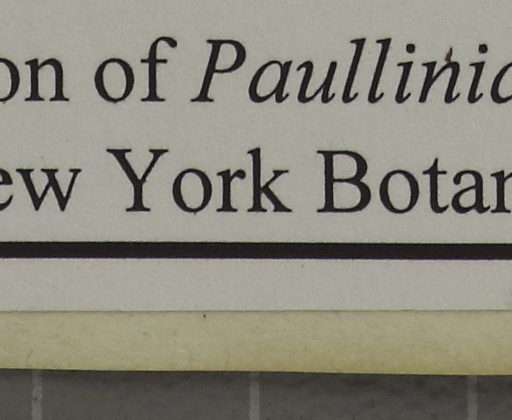 on of Paullinia
ew York Botan